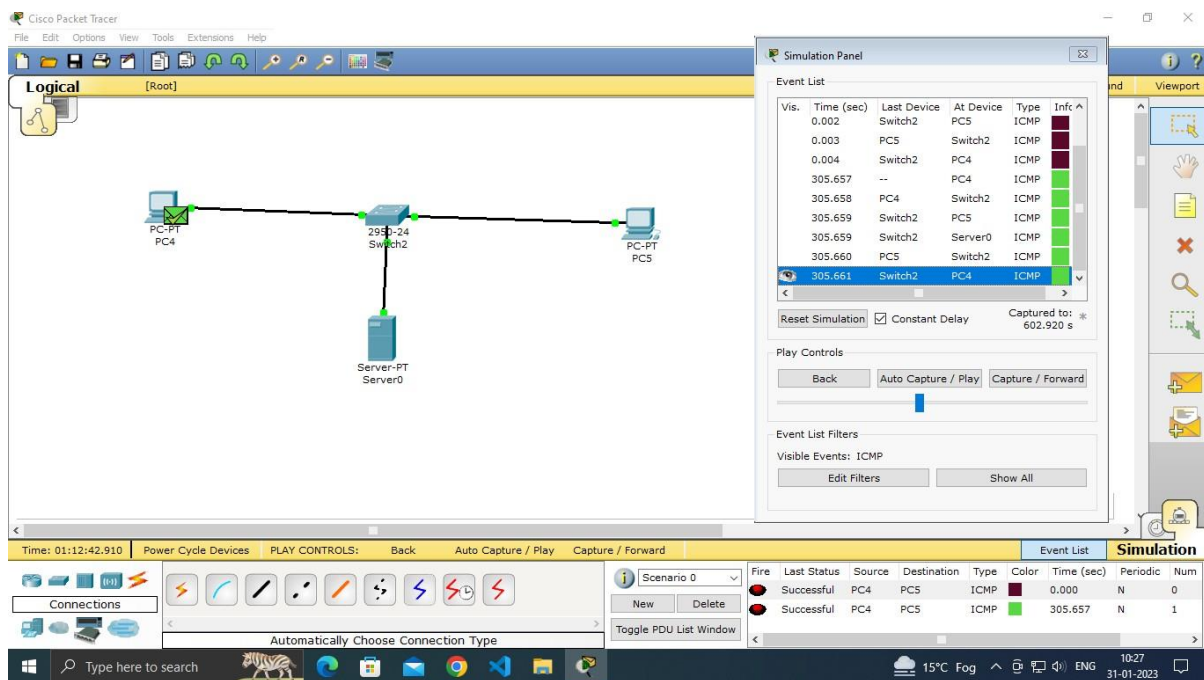 Cisco Packet Tracer
File Edit Options View Tools Extensions Help
Logical [Root] Viewport
PC-PT
PC4
2950-24
Switch2
PC-PT
PC5
Server-PT
Server0
Simulation Panel
Event List
Vis. Time (sec) Last Device At Device Type Info
0.002 Switch2 PC5 ICMP
0.003 PC5 Switch2 ICMP
0.004 Switch2 PC4 ICMP
305.657 -- PC4 ICMP
305.658 PC4 Switch2 ICMP
305.659 Switch2 PC5 ICMP
305.659 Switch2 Server0 ICMP
305.660 PC5 Switch2 ICMP
305.661 Switch2 PC4 ICMP
Reset Simulation Constant Delay Captured to: *
602.920 s
Play Controls
Back Auto Capture / Play Capture / Forward
Event List Filters
Visible Events: ICMP
Edit Filters Show All
Time: 01:12:42.910 Power Cycle Devices PLAY CONTROLS: Back Auto Capture / Play Capture / Forward Event List Simulation
Connections
Automatically Choose Connection Type
Scenario 0
New Delete
Toggle PDU List Window
Fire Last Status Source Destination Type Color Time (sec) Periodic Num
Successful PC4 PC5 ICMP 0.000 N 0
Successful PC4 PC5 ICMP 305.657 N 1
Type here to search
15°C Fog ENG
10:27
31-01-2023